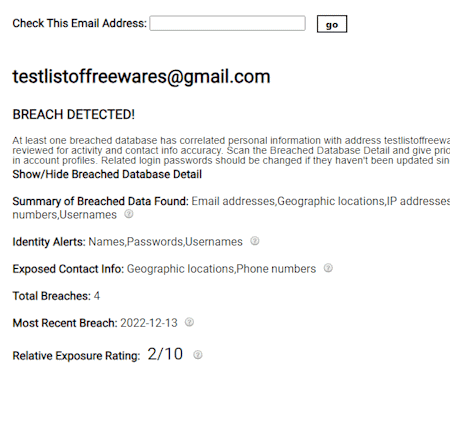 Check This Email Address:
go
testlistoffreewares@gmail.com
BREACH DETECTED!
At least one breached database has correlated personal information with address testlistoffreewa
reviewed for activity and contact info accuracy. Scan the Breached Database Detail and give pric
in account profiles. Related login passwords should be changed if they haven't been updated sin
Show/Hide Breached Database Detail
Summary of Breached Data Found: Email addresses,Geographic locations,IP addresses
numbers,Usernames ?
Identity Alerts: Names,Passwords,Usernames ?
Exposed Contact Info: Geographic locations,Phone numbers ?
Total Breaches: 4
Most Recent Breach: 2022-12-13 ?
Relative Exposure Rating: 2/10 ?